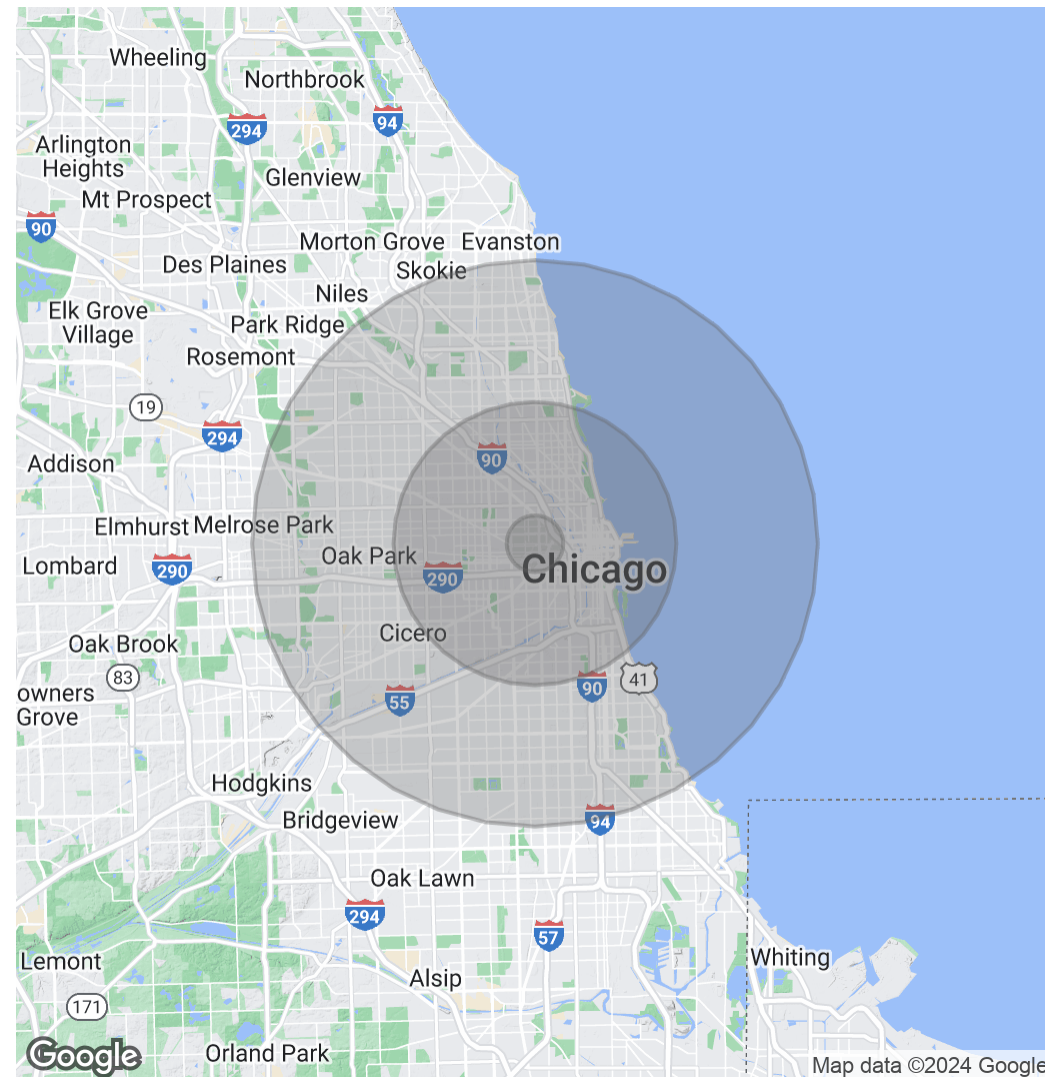 Wheeling
Northbrook
94
294
Arlington
Heights
Glenview
Mt Prospect
90
Morton Grove
Evanston
Des Plaines
Skokie
Niles
Elk Grove
Village
Park Ridge
Rosemont
19
294
90
Addison
Elmhurst
Melrose Park
Oak Park
Lombard
290
290
Chicago
Cicero
Oak Brook
83
41
90
owners
Grove
55
Hodgkins
Bridgeview
94
Oak Lawn
294
57
Lemont
Whiting
Alsip
171
Orland Park
Google
Map data ©2024 Google